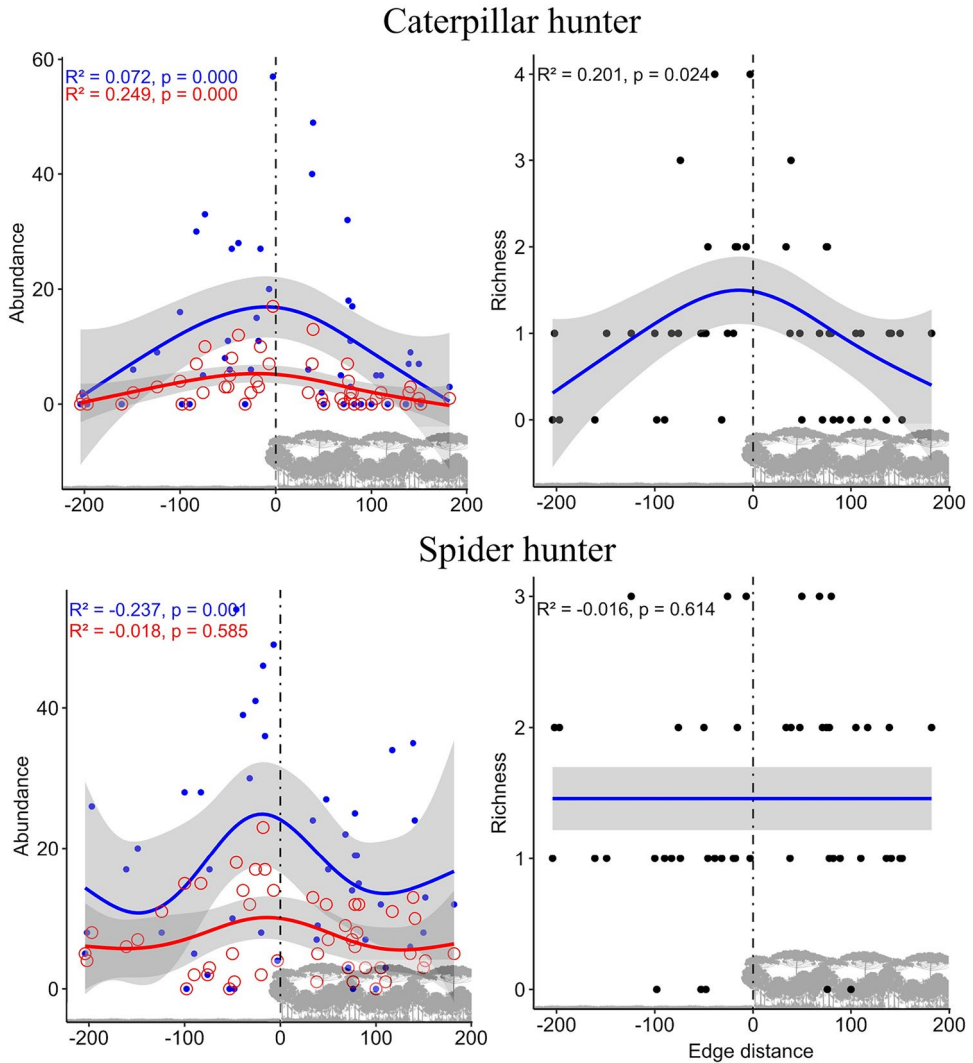 Caterpillar hunter
R² = 0.072, p = 0.000
R² = 0.249, p = 0.000
Abundance
60
40
20
0
-200 -100 0 100 200
R² = 0.201, p = 0.024
Richness
4
3
2
1
0
-200 -100 0 100 200
Spider hunter
R² = -0.237, p = 0.001
R² = -0.018, p = 0.585
Abundance
40
20
0
-200 -100 0 100 200
R² = -0.016, p = 0.614
Richness
3
2
1
0
-200 -100 0 100 200
Edge distance